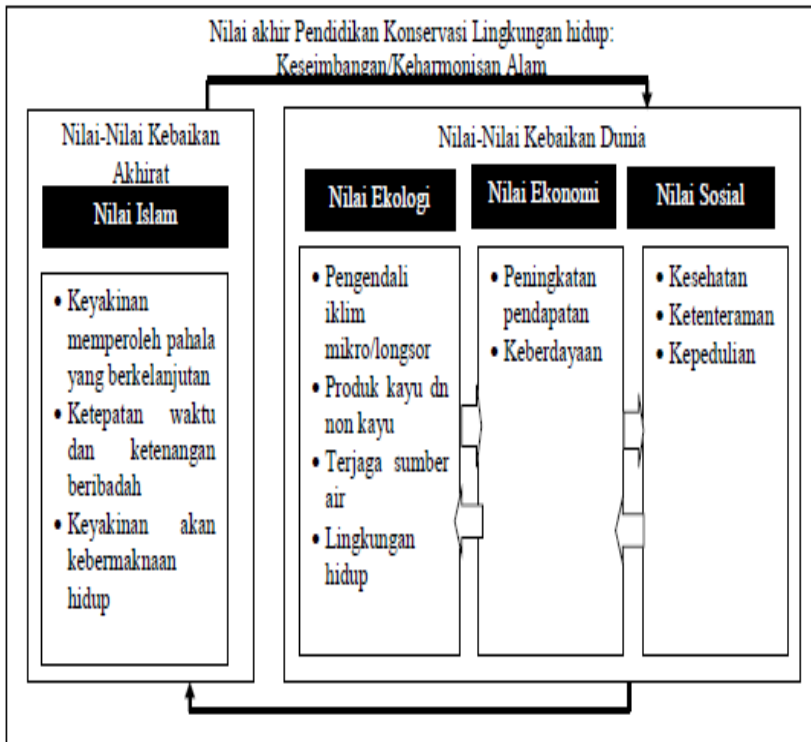 Nilai akhir Pendidikan Konservasi Lingkungan hidup:
Keseimbangan/Keharmonisan Alam
Nilai-Nilai Kebaikan
Akhirat
Nilai Islam
• Keyakinan
memperoleh pahala
yang berkelanjutan
• Ketepatan waktu
dan ketenangan
beribadah
• Keyakinan akan
kebermaknaan
hidup
Nilai-Nilai Kebaikan Dunia
Nilai Ekologi
• Pengendali
iklim
mikro/longsor
• Produk kayu dn
non kayu
• Terjaga sumber
air
• Lingkungan
hidup
Nilai Ekonomi
• Peningkatan
pendapatan
• Keberdayaan
Nilai Sosial
• Kesehatan
• Ketenteraman
• Kepedulian